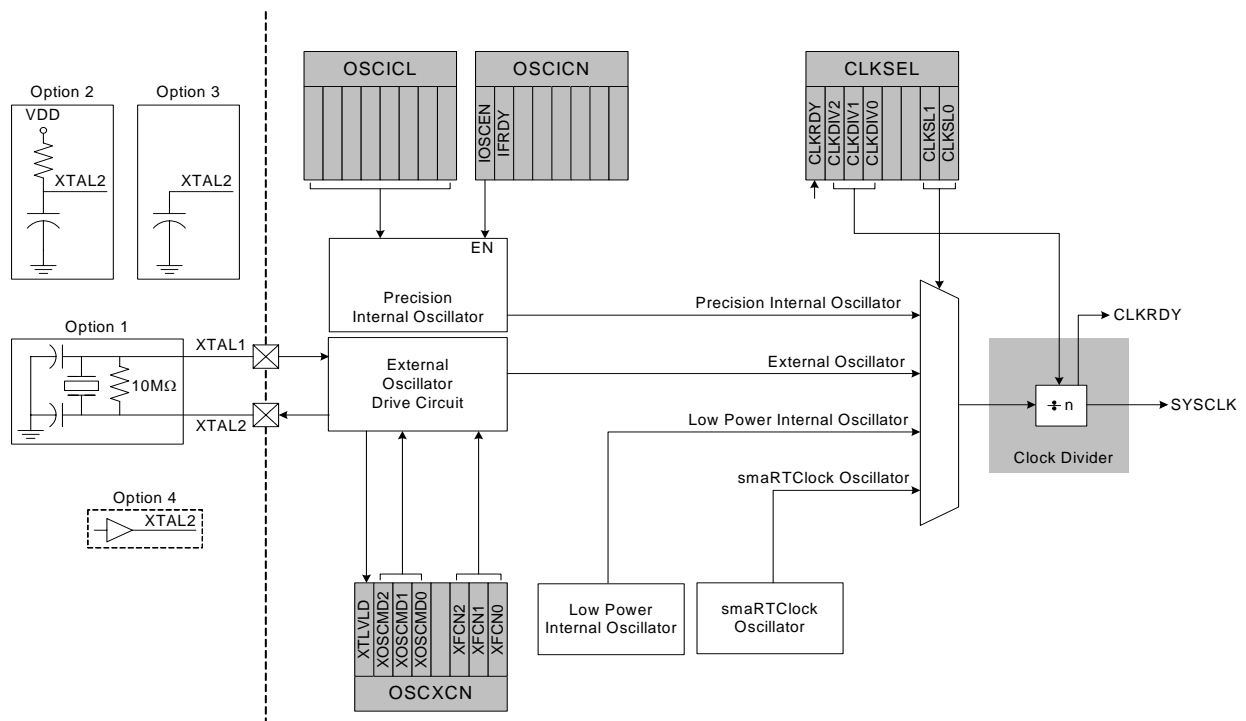 OSCICL
OSCICN
IOSCEN
IFRDY
CLKSEL
CLKRDY
CLKDIV2
CLKDIV1
CLKDIV0
CLKSL1
CLKSL0
Option 2
VDD
XTAL2
Option 3
XTAL2
EN
Precision
Internal Oscillator
Precision Internal Oscillator
CLKRDY
Option 1
10MΩ
XTAL1
XTAL2
External
Oscillator
Drive Circuit
External Oscillator
n
SYSCLK
Clock Divider
Low Power Internal Oscillator
smaRTClock Oscillator
Option 4
XTAL2
XTLVLD
XOSCMD2
XOSCMD1
XOSCMD0
XFCN2
XFCN1
XFCN0
OSCXCN
Low Power
Internal Oscillator
smaRTClock
Oscillator